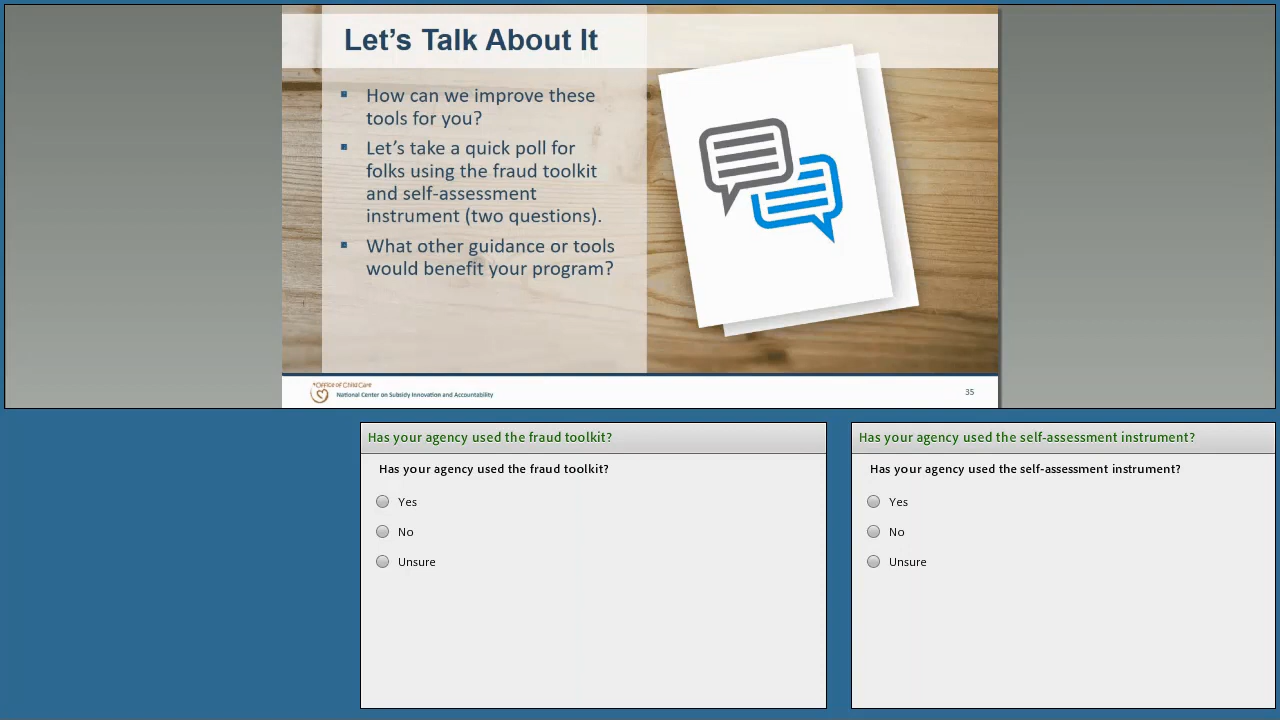 Let’s Talk About It
How can we improve these
tools for you?
Let’s take a quick poll for
folks using the fraud toolkit
and self-assessment
instrument (two questions).
What other guidance or tools
would benefit your program?
Office of Child Care
National Center on Subsidy Innovation and Accountability
35
Has your agency used the fraud toolkit?
Has your agency used the fraud toolkit?
Yes
No
Unsure
Has your agency used the self-assessment instrument?
Has your agency used the self-assessment instrument?
Yes
No
Unsure